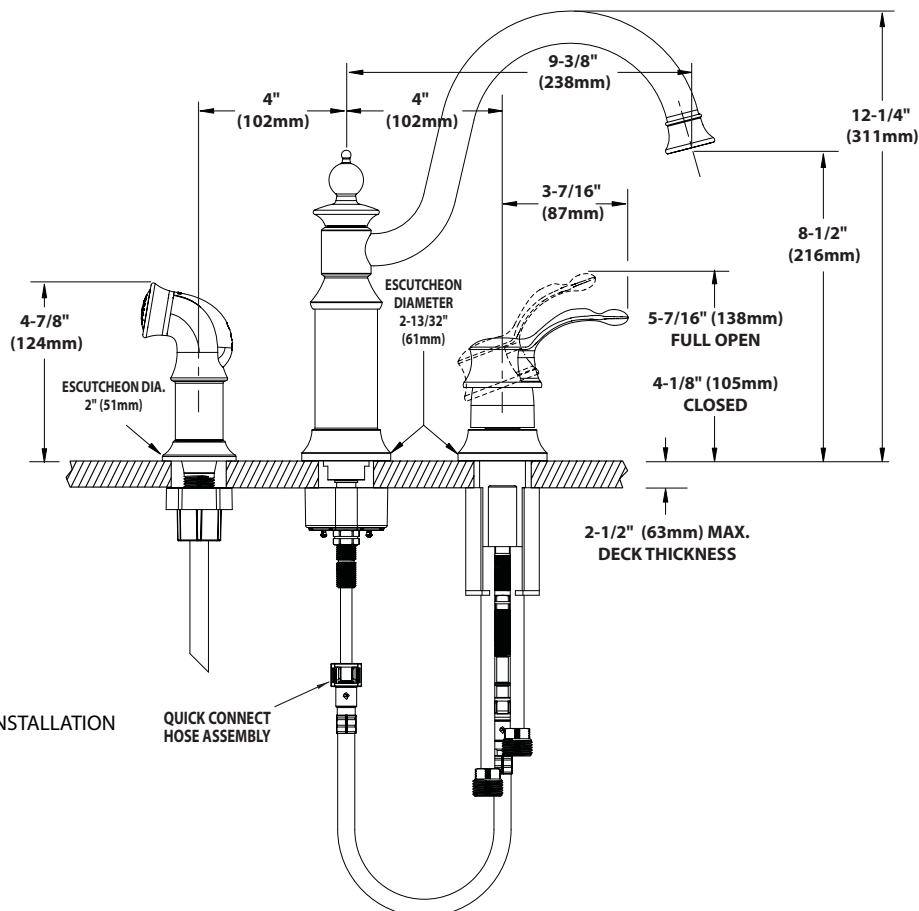 9-3/8"
(238mm)
4"
(102mm)
4"
(102mm)
12-1/4"
(311mm)
3-7/16"
(87mm)
8-1/2"
(216mm)
ESCUTCHEON
DIAMETER
2-13/32"
(61mm)
4-7/8"
(124mm)
5-7/16" (138mm)
FULL OPEN
ESCUTCHEON DIA.
2" (51mm)
4-1/8" (105mm)
CLOSED
2-1/2" (63mm) MAX.
DECK THICKNESS
NSTALLATION
QUICK CONNECT
HOSE ASSEMBLY